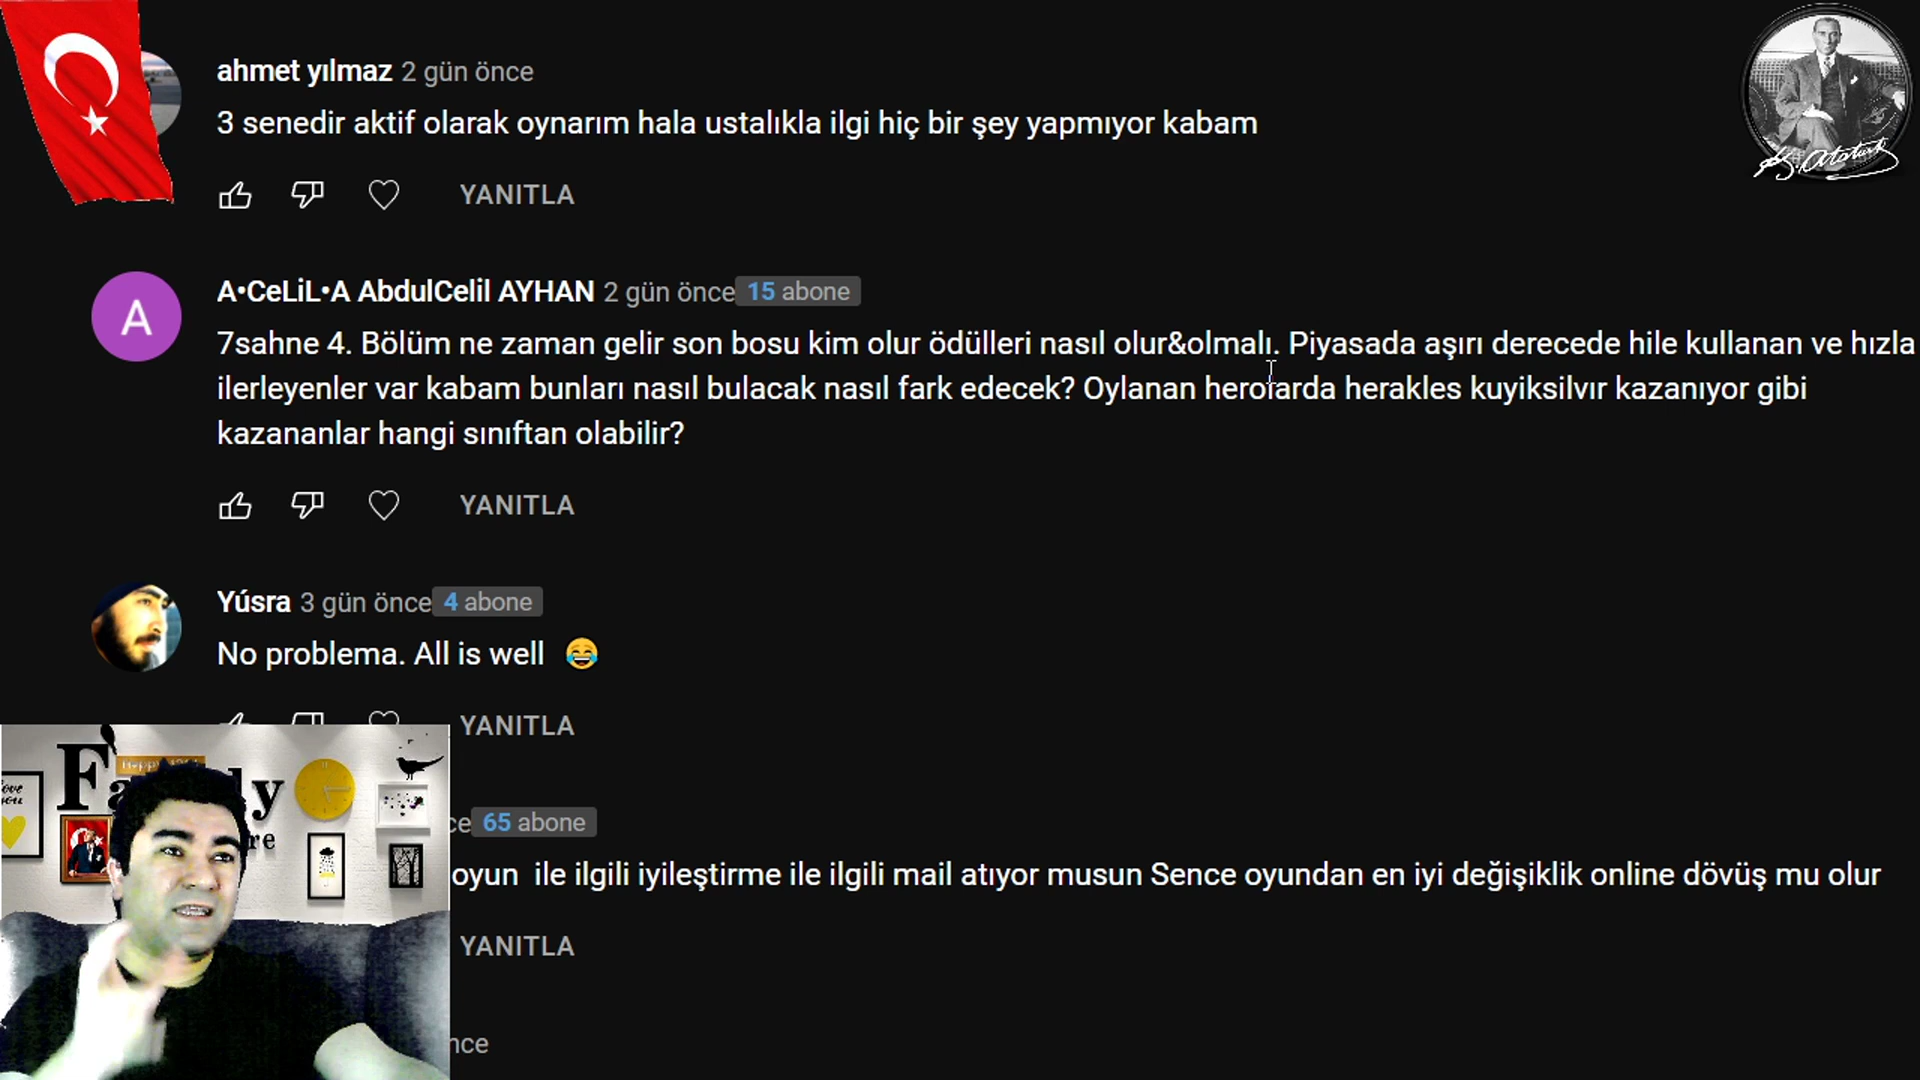 ahmet yılmaz 2 gün önce
3 senedir aktif olarak oynarım hala ustalıkla ilgi hiç bir şey yapmıyor kabam
YANITLA
K. Atatürk
A
A•CeLiL•A AbdulCelil AYHAN 2 gün önce 15 abone
7sahne 4. Bölüm ne zaman gelir son bosu kim olur ödülleri nasıl olur&olmalı. Piyasada aşırı derecede hile kullanan ve hızla
ilerleyenler var kabam bunları nasıl bulacak nasıl fark edecek? Oylanan herolarda herakles kuyiksilvır kazanıyor gibi
kazananlar hangi sınıftan olabilir?
YANITLA
Yúsra 3 gün önce 4 abone
No problema. All is well 😂
YANITLA
65 abone
oyun ile ilgili iyileştirme ile ilgili mail atıyor musun Sence oyundan en iyi değişiklik online dövüş mu olur
YANITLA
nce